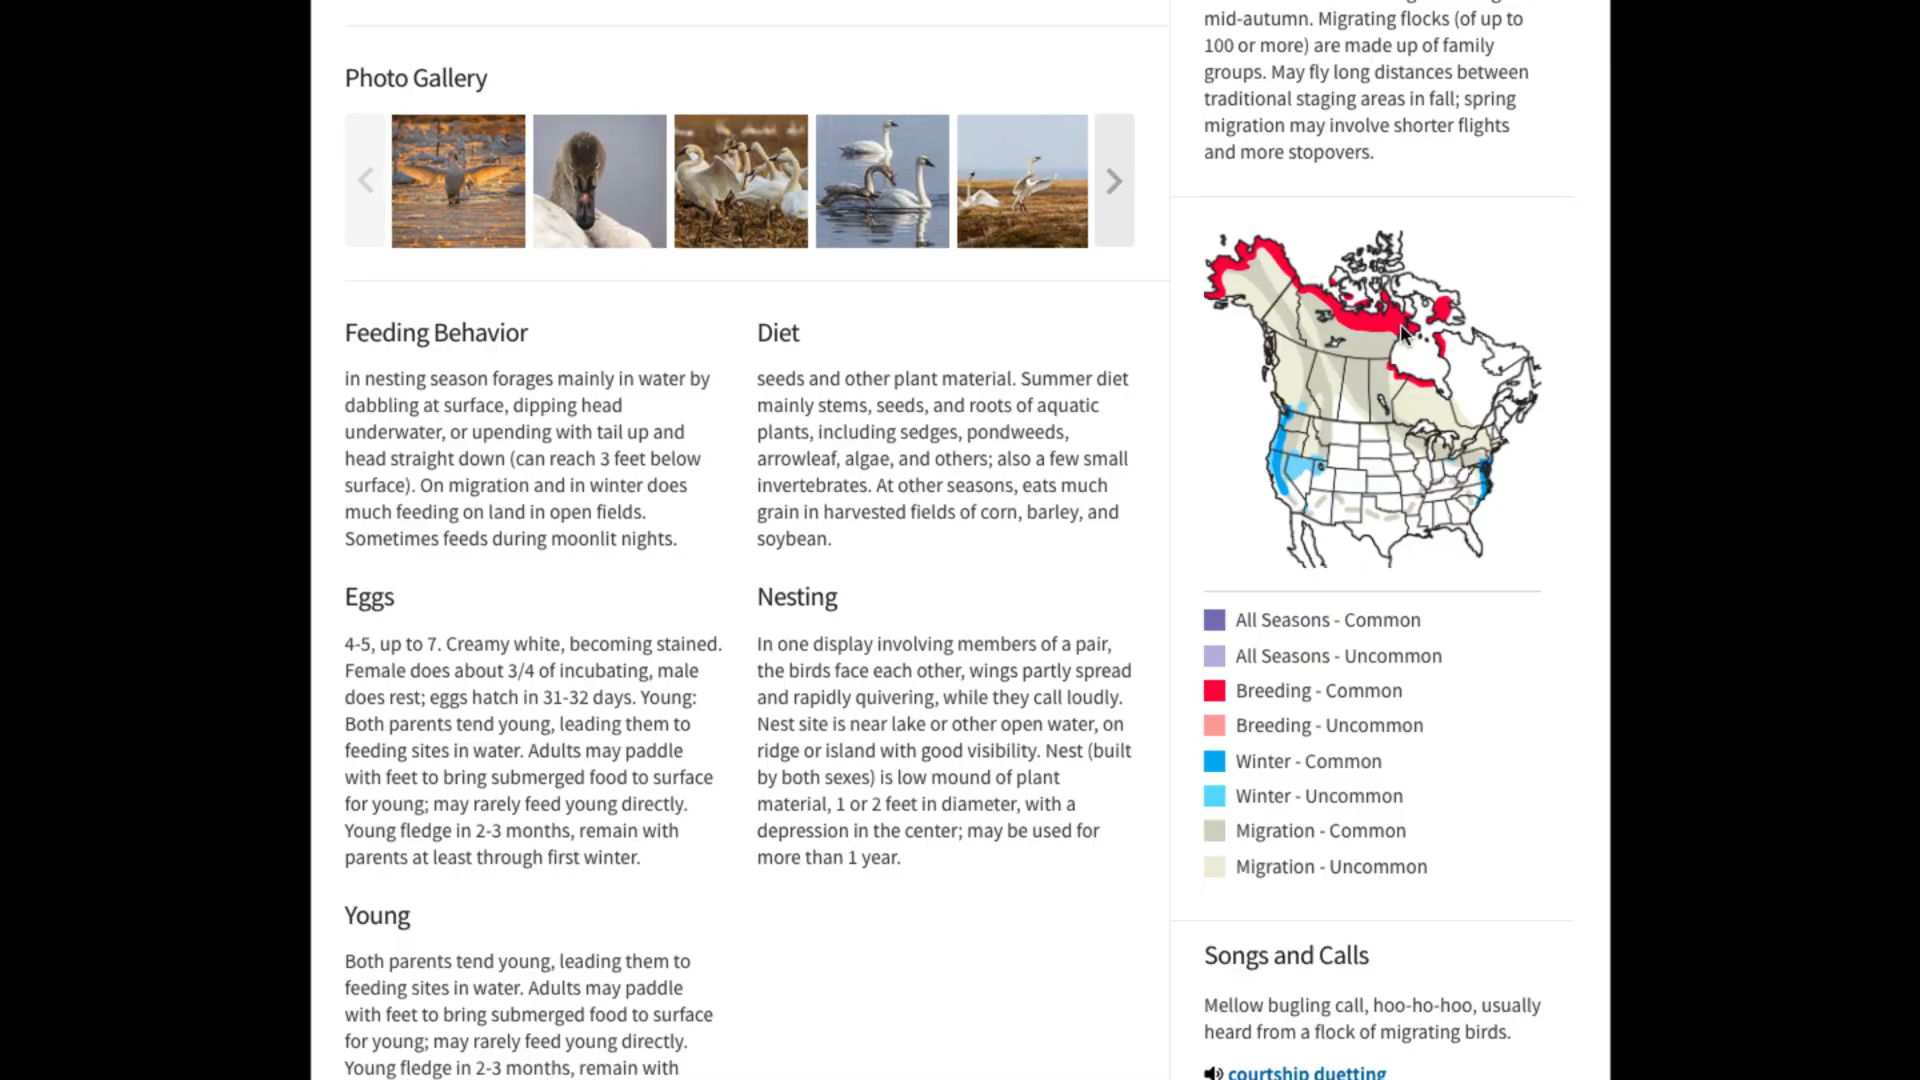 Photo Gallery
Feeding Behavior
in nesting season forages mainly in water by
dabbling at surface, dipping head
underwater, or upending with tail up and
head straight down (can reach 3 feet below
surface). On migration and in winter does
much feeding on land in open fields.
Sometimes feeds during moonlit nights.
Eggs
4-5, up to 7. Creamy white, becoming stained.
Female does about 3/4 of incubating, male
does rest; eggs hatch in 31-32 days. Young:
Both parents tend young, leading them to
feeding sites in water. Adults may paddle
with feet to bring submerged food to surface
for young; may rarely feed young directly.
Young fledge in 2-3 months, remain with
parents at least through first winter.
Young
Both parents tend young, leading them to
feeding sites in water. Adults may paddle
with feet to bring submerged food to surface
for young; may rarely feed young directly.
Young fledge in 2-3 months, remain with
Diet
seeds and other plant material. Summer diet
mainly stems, seeds, and roots of aquatic
plants, including sedges, pondweeds,
arrowleaf, algae, and others; also a few small
invertebrates. At other seasons, eats much
grain in harvested fields of corn, barley, and
soybean.
Nesting
In one display involving members of a pair,
the birds face each other, wings partly spread
and rapidly quivering, while they call loudly.
Nest site is near lake or other open water, on
ridge or island with good visibility. Nest (built
by both sexes) is low mound of plant
material, 1 or 2 feet in diameter, with a
depression in the center; may be used for
more than 1 year.
mid-autumn. Migrating flocks (of up to
100 or more) are made up of family
groups. May fly long distances between
traditional staging areas in fall; spring
migration may involve shorter flights
and more stopovers.
All Seasons - Common
All Seasons - Uncommon
Breeding - Common
Breeding - Uncommon
Winter - Common
Winter - Uncommon
Migration - Common
Migration - Uncommon
Songs and Calls
Mellow bugling call, hoo-ho-hoo, usually
heard from a flock of migrating birds.
courtship duetting